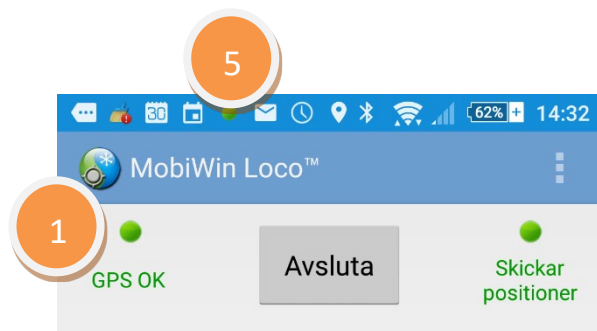 5
30
62%
14:32
MobiWin Loco™
1
GPS OK
Avsluta
Skickar
positioner